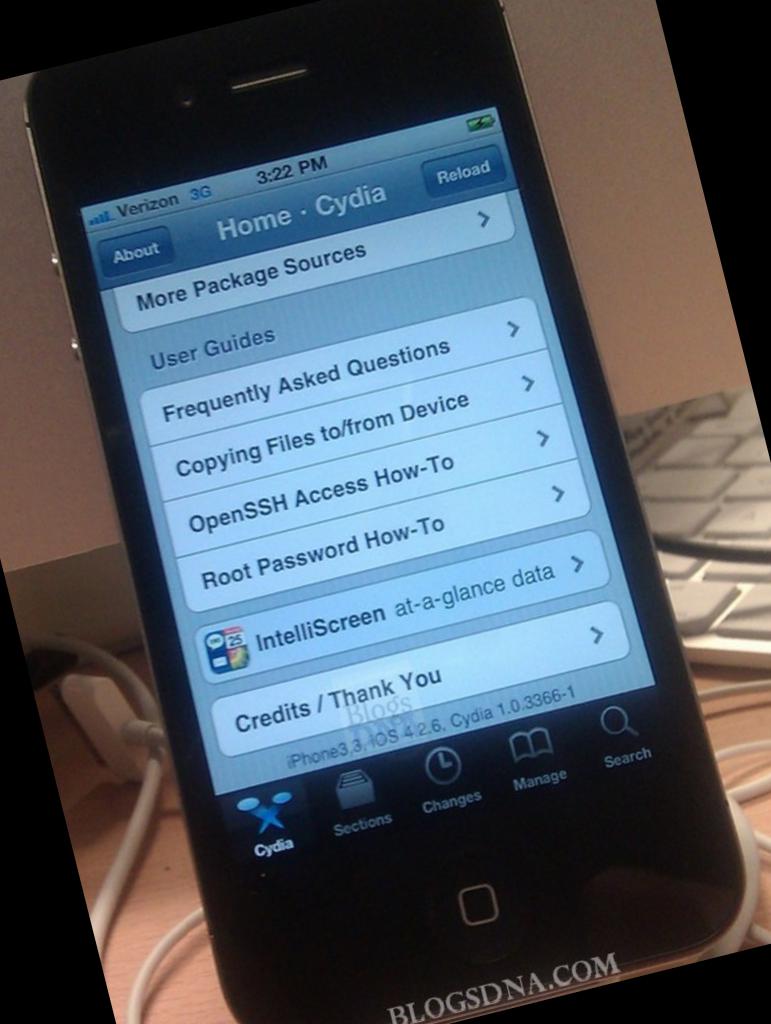 Verizon 3G 3:22 PM
About Home · Cydia Reload
More Package Sources
User Guides
Frequently Asked Questions
Copying Files to/from Device
OpenSSH Access How-To
Root Password How-To
25
IntelliScreen at-a-glance data
Credits / Thank You
Blogs
DNA
iPhone3,3, iOS 4.2.6, Cydia 1.0.3366-1
Cydia Sections Changes Manage Search
BLOGSDNA.COM